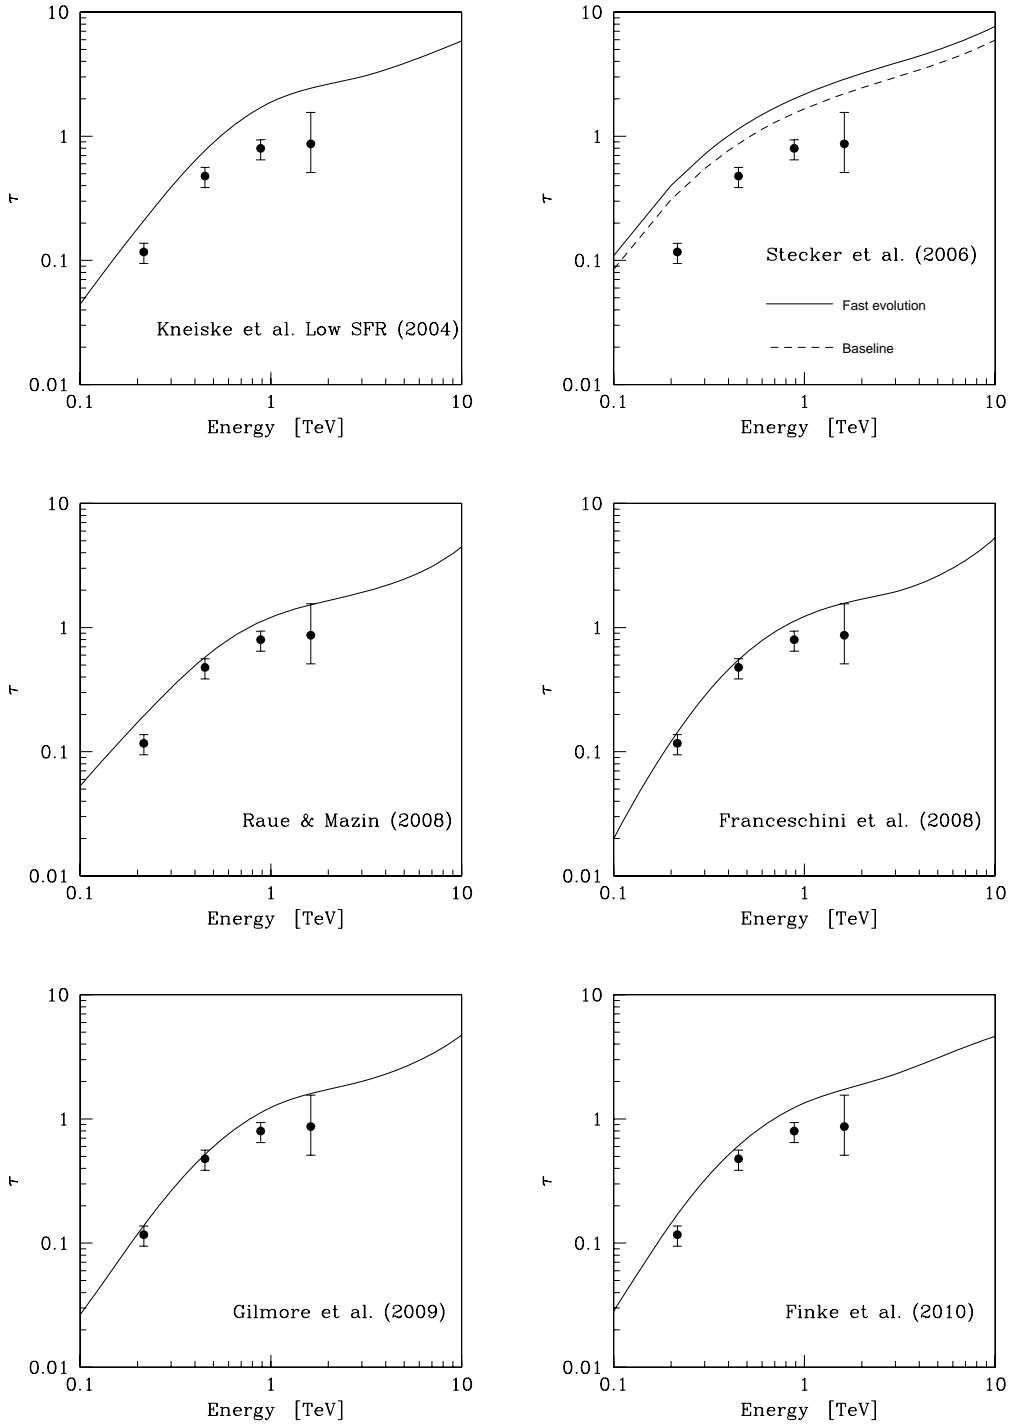 10
1
0.1
0.01
τ
0.1
1
10
Energy [TeV]
Kneiske et al. Low SFR (2004)
10
1
0.1
0.01
τ
0.1
1
10
Energy [TeV]
Stecker et al. (2006)
Fast evolution
Baseline
10
1
0.1
0.01
τ
0.1
1
10
Energy [TeV]
Raue & Mazin (2008)
10
1
0.1
0.01
τ
0.1
1
10
Energy [TeV]
Franceschini et al. (2008)
10
1
0.1
0.01
τ
0.1
1
10
Energy [TeV]
Gilmore et al. (2009)
10
1
0.1
0.01
τ
0.1
1
10
Energy [TeV]
Finke et al. (2010)